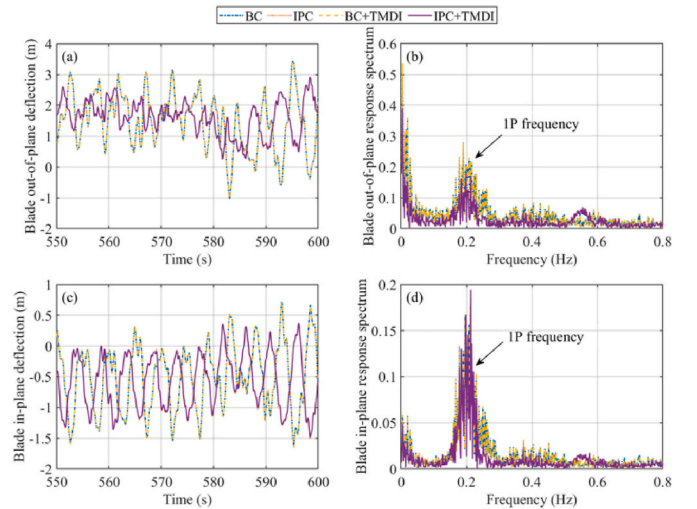 BC IPC BC+TMDI IPC+TMDI
(a)
Blade out-of-plane deflection (m)
5
4
3
2
1
0
-1
-2
550 560 570 580 590 600
Time (s)
(b)
Blade out-of-plane response spectrum
0.6
0.5
0.4
0.3
0.2
0.1
0
1P frequency
0 0.2 0.4 0.6 0.8
Frequency (Hz)
(c)
Blade in-plane deflection (m)
1
0.5
0
-0.5
-1
-1.5
-2
550 560 570 580 590 600
Time (s)
(d)
Blade in-plane response spectrum
0.2
0.15
0.1
0.05
0
1P frequency
0 0.2 0.4 0.6 0.8
Frequency (Hz)